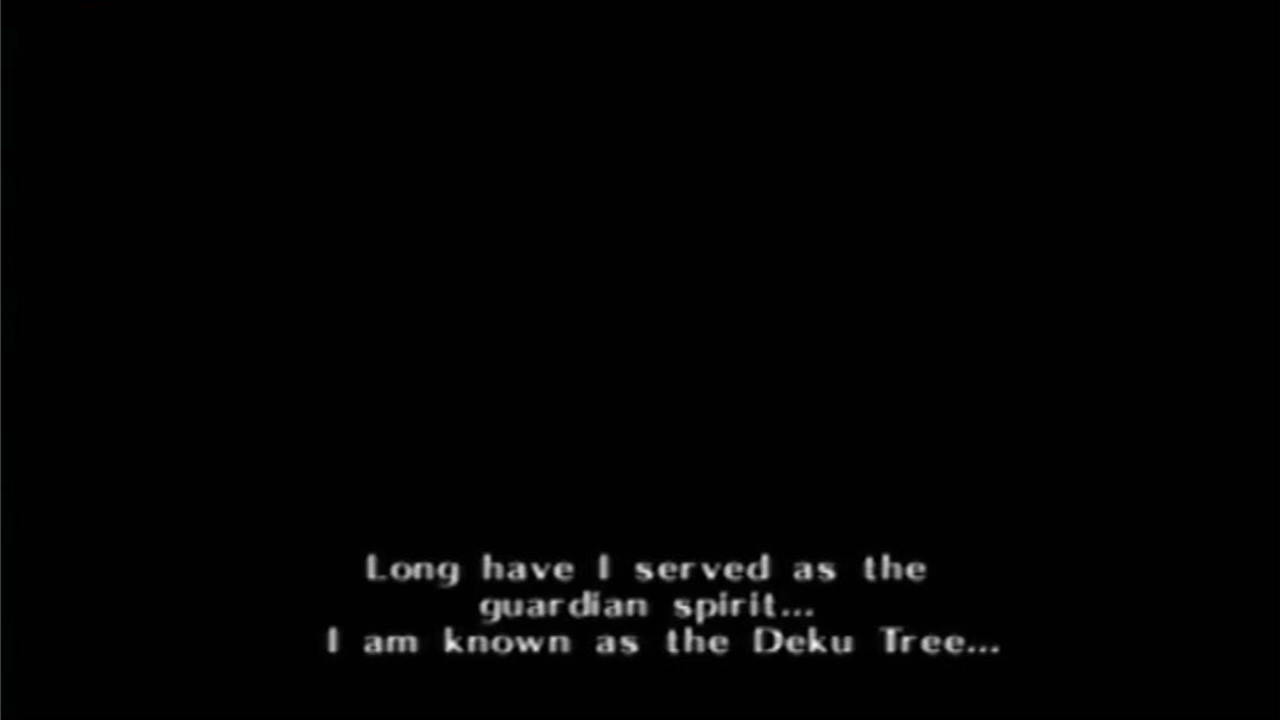 Long have I served as the
guardian spirit...
I am known as the Deku Tree...